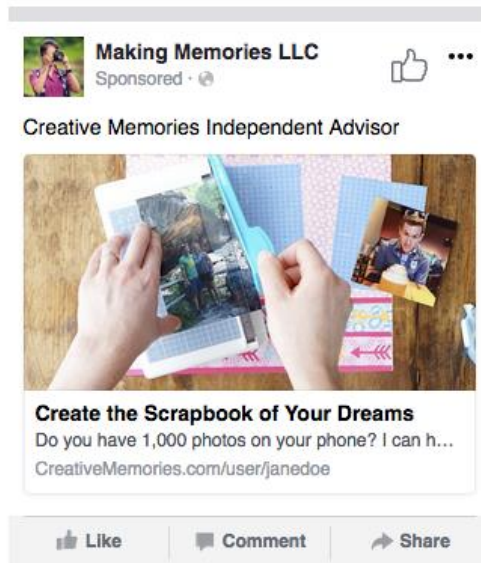 Making Memories LLC
Sponsored ·
Creative Memories Independent Advisor
Create the Scrapbook of Your Dreams
Do you have 1,000 photos on your phone? I can h...
CreativeMemories.com/user/janedoe
Like Comment Share